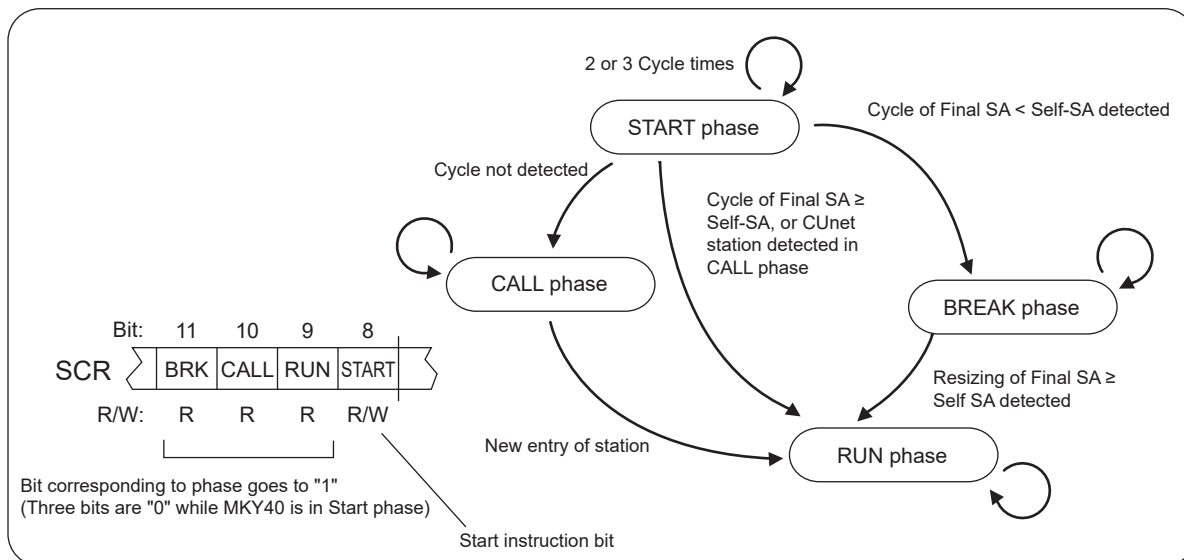 2 or 3 Cycle times
START phase
Cycle of Final SA < Self-SA detected
Cycle not detected
Cycle of Final SA ≥
Self-SA, or CUnet
station detected in
CALL phase
CALL phase
BREAK phase
Bit: 11 10 9 8
SCR BRK CALL RUN START
R/W: R R R R/W
Resizing of Final SA ≥
Self SA detected
New entry of station
RUN phase
Bit corresponding to phase goes to "1"
(Three bits are "0" while MKY40 is in Start phase)
Start instruction bit